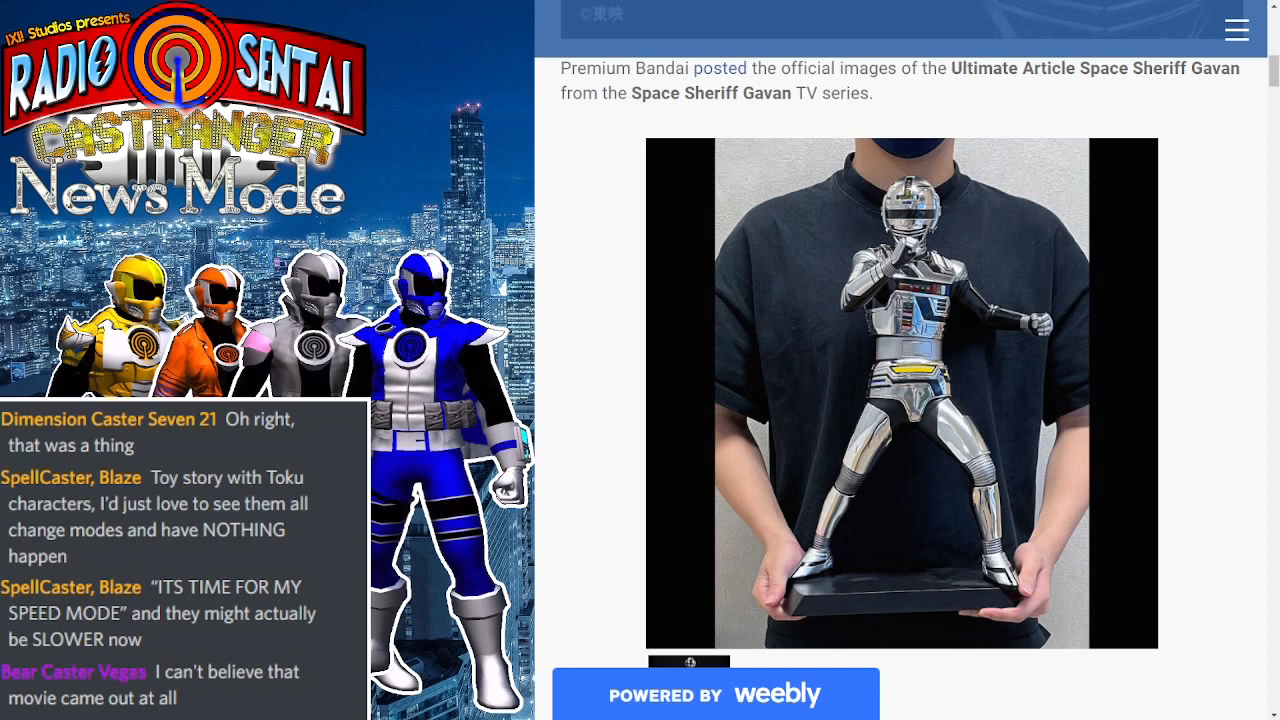 IXII Studios presents
RADIO SENTAI
CASTRANGER
News Mode
Dimension Caster Seven 21 Oh right,
that was a thing
SpellCaster, Blaze Toy story with Toku
characters, I'd just love to see them all
change modes and have NOTHING
happen
SpellCaster, Blaze “ITS TIME FOR MY
SPEED MODE” and they might actually
be SLOWER now
Bear Caster Vegas I can't believe that
movie came out at all
©東映
Premium Bandai posted the official images of the Ultimate Article Space Sheriff Gavan
from the Space Sheriff Gavan TV series.
POWERED BY weebly